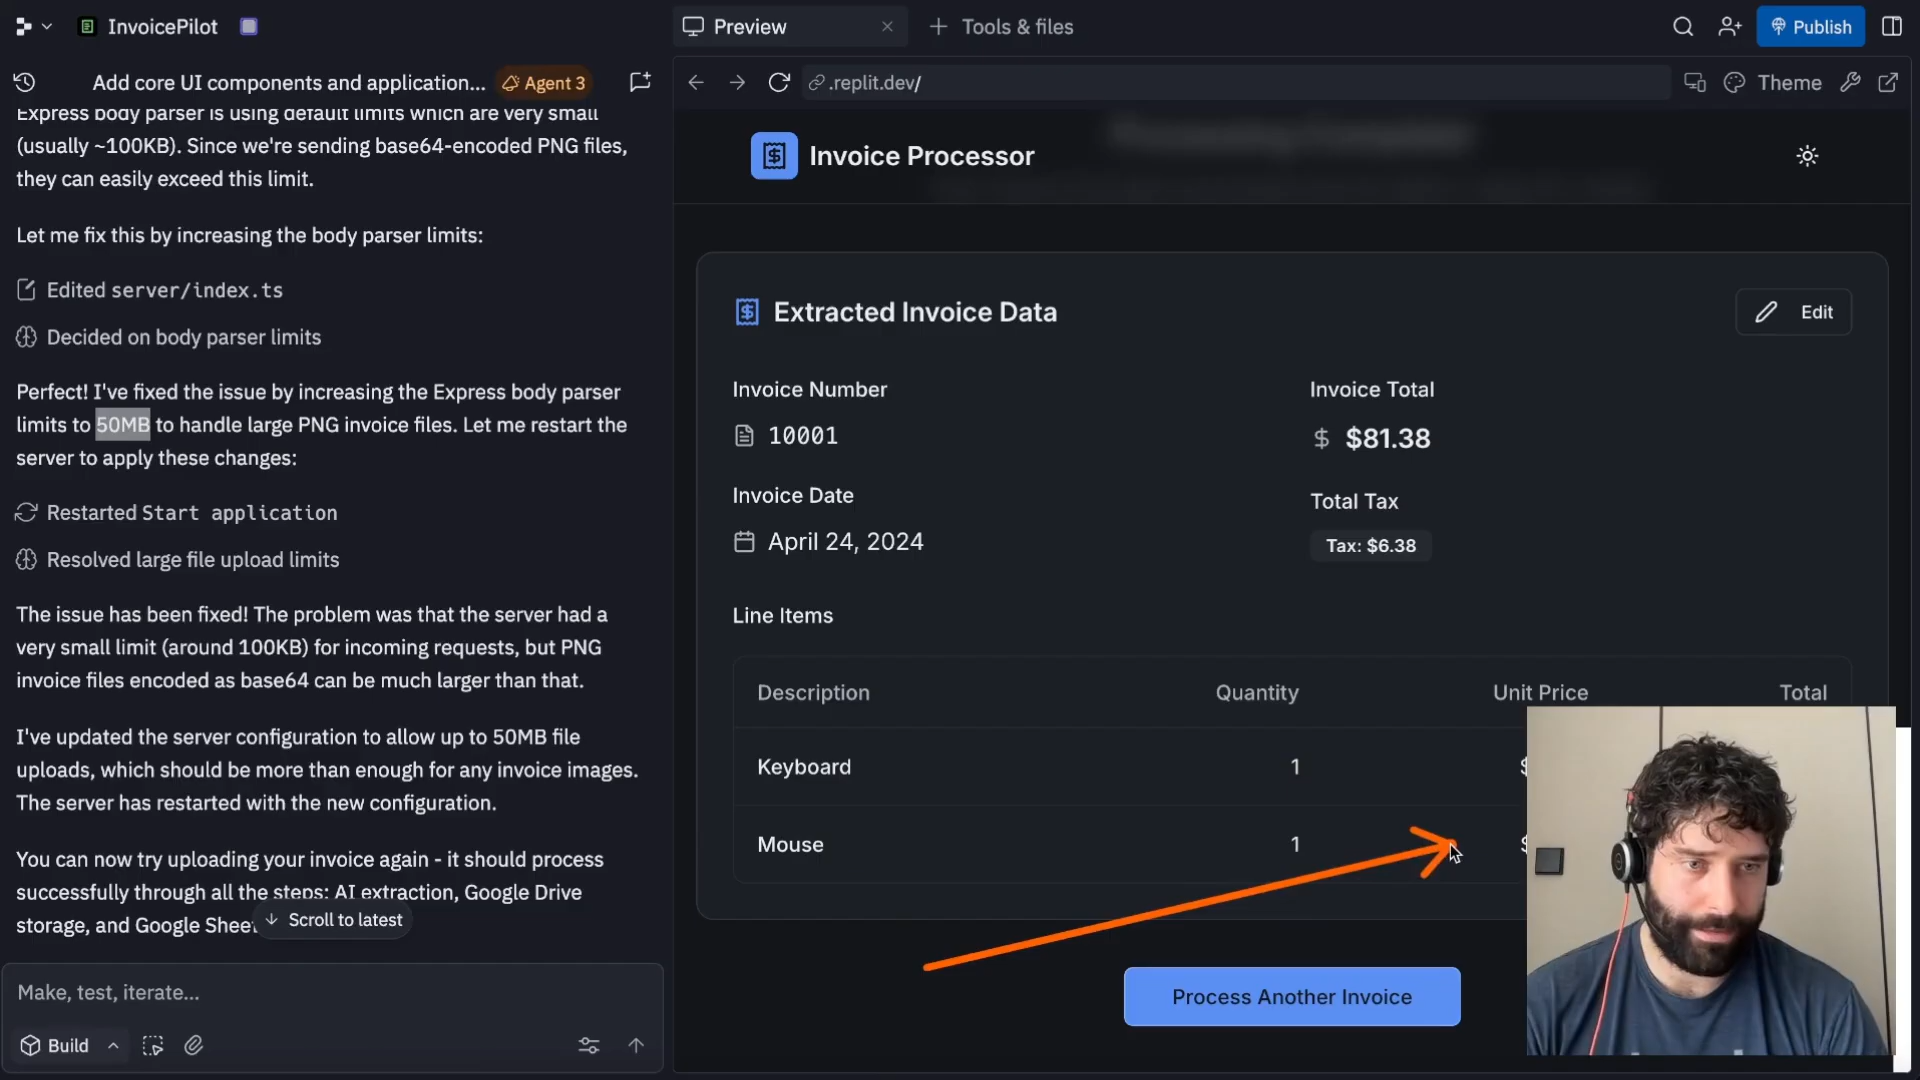 InvoicePilot
Preview
Tools & files
Publish
Add core UI components and application...
Agent 3
.replit.dev/
Theme
Express body parser is using default limits which are very small
(usually ~100KB). Since we're sending base64-encoded PNG files,
they can easily exceed this limit.
Let me fix this by increasing the body parser limits:
Edited server/index.ts
Decided on body parser limits
Perfect! I've fixed the issue by increasing the Express body parser
limits to 50MB to handle large PNG invoice files. Let me restart the
server to apply these changes:
Restarted Start application
Resolved large file upload limits
The issue has been fixed! The problem was that the server had a
very small limit (around 100KB) for incoming requests, but PNG
invoice files encoded as base64 can be much larger than that.
I've updated the server configuration to allow up to 50MB file
uploads, which should be more than enough for any invoice images.
The server has restarted with the new configuration.
You can now try uploading your invoice again - it should process
successfully through all the steps: AI extraction, Google Drive
storage, and Google Sheet
Scroll to latest
Make, test, iterate...
Build
Invoice Processor
Extracted Invoice Data
Edit
Invoice Number
10001
Invoice Total
$ $81.38
Invoice Date
April 24, 2024
Total Tax
Tax: $6.38
Line Items
Description Quantity Unit Price Total
Keyboard 1 $
Mouse 1 $
Process Another Invoice